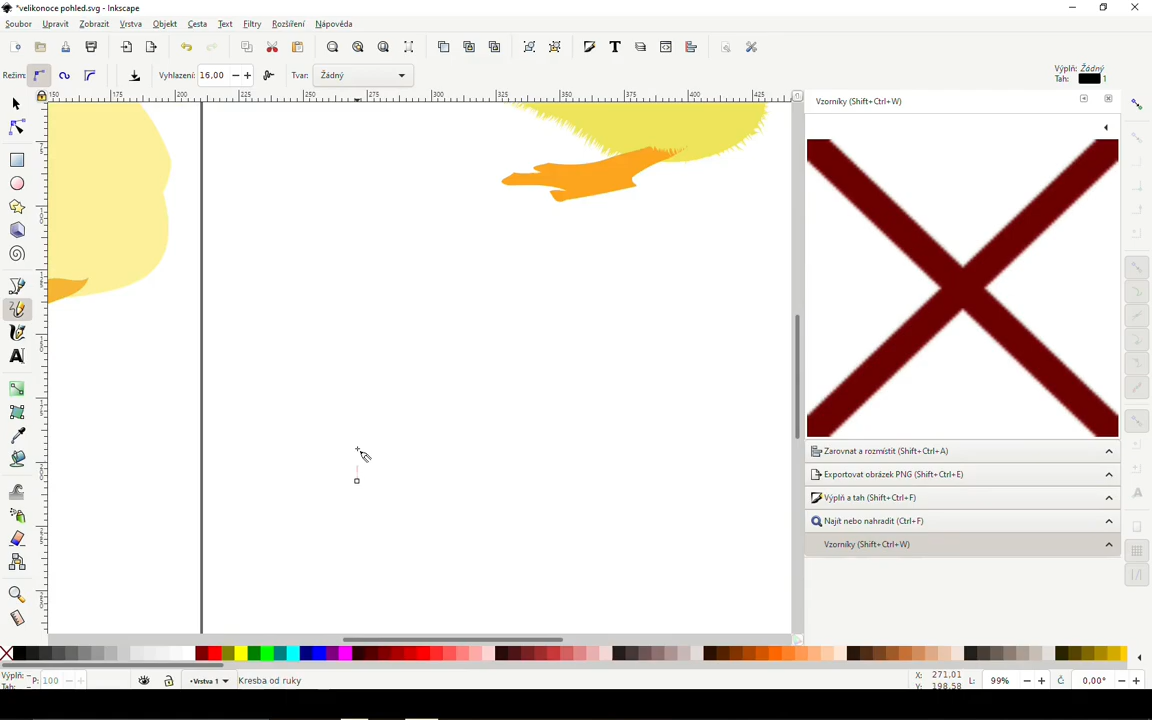 *velikonoce pohled.svg - Inkscape
Soubor Upravit Zobrazit Vrstva Objekt Cesta Text Filtry Rozšíření Nápověda
Režim: Vyhlazení: 16,00 Tvar: Žádný
Výplň: Žádný
Tah: 1
150 175 200 225 250 275 300 325 350 375 400 425
Vzorníky (Shift+Ctrl+W)
Zarovnat a rozmístit (Shift+Ctrl+A)
Exportovat obrázek PNG (Shift+Ctrl+E)
Výplň a tah (Shift+Ctrl+F)
Najít nebo nahradit (Ctrl+F)
Vzorníky (Shift+Ctrl+W)
Výplň: –
Tah: –
P: 100
•Vrstva 1
Kresba od ruky
X: 271,01
Y: 198,58
L: 99%
Č: 0,00°